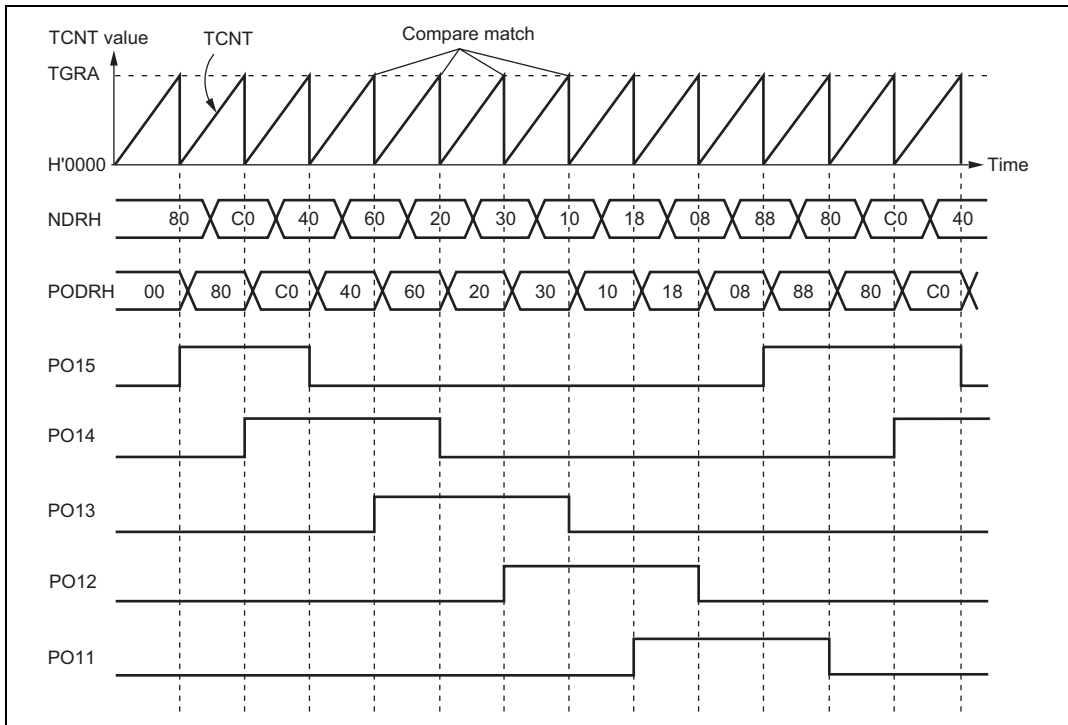 TCNT value
TCNT
Compare match
TGRA
H'0000
Time
NDRH 80 C0 40 60 20 30 10 18 08 88 80 C0 40
PODRH 00 80 C0 40 60 20 30 10 18 08 88 80 C0
PO15
PO14
PO13
PO12
PO11